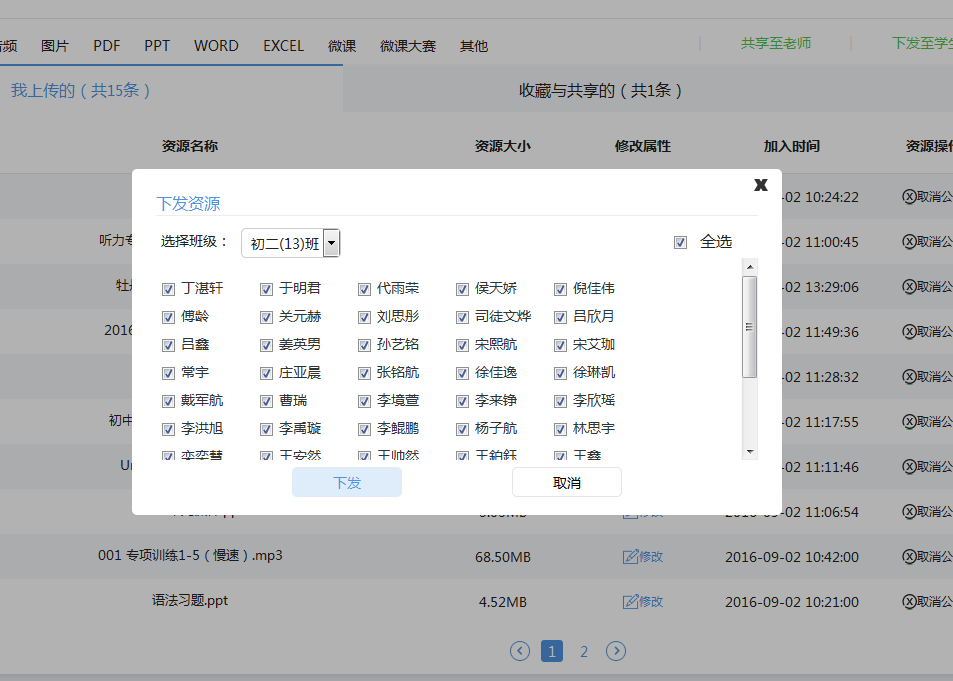 音频 图片 PDF PPT WORD EXCEL 微课 微课大赛 其他 共享至老师 下发至学生
我上传的（共15条） 收藏与共享的（共1条）
资源名称 资源大小 修改属性 加入时间 资源操作
下发资源 X
-02 10:24:22 取消公
选择班级： 初二(13)班 全选
听力专 -02 11:00:45 取消公
丁湛轩 于明君 代雨荣 侯天娇 倪佳伟
牡 -02 13:29:06 取消公
傅龄 关元赫 刘思彤 司徒文烨 吕欣月
2016 -02 11:49:36 取消公
吕鑫 姜英男 孙艺铭 宋熙航 宋艾珈
常宇 庄亚晨 张铭航 徐佳逸 徐琳凯
-02 11:28:32 取消公
戴军航 曹瑞 李境萱 李来铮 李欣瑶
初中 -02 11:17:55 取消公
李洪旭 李禹璇 李鲲鹏 杨子航 林思宇
栾奕慧 王安然 王帅然 王鑫
-02 11:11:46 取消公
下发 取消
修改 2016-09-02 11:06:54 取消公
001 专项训练1-5（慢速）.mp3 68.50MB 修改 2016-09-02 10:42:00 取消公
语法习题.ppt 4.52MB 修改 2016-09-02 10:21:00 取消公
1 2